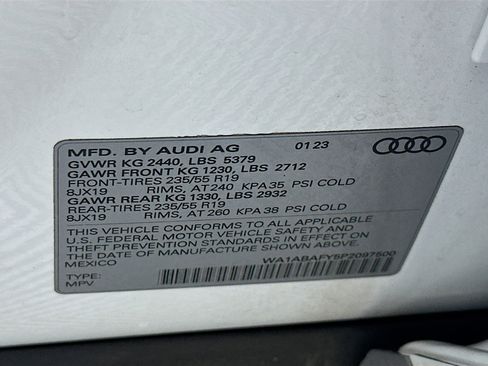 MFD. BY AUDI AG 01 23
GVWR KG 2440, LBS 5379
GAWR FRONT KG 1230, LBS 2712
FRONT-TIRES 235/55 R19
8JX19 RIMS, AT 240 KPA 35 PSI COLD
GAWR REAR KG 1330, LBS 2932
REAR-TIRES 235/55 R19
8JX19 RIMS, AT 260 KPA 38 PSI COLD
THIS VEHICLE CONFORMS TO ALL APPLICABLE
U.S. FEDERAL MOTOR VEHICLE SAFETY AND
THEFT PREVENTION STANDARDS IN EFFECT ON
THE DATE OF MANUFACTURE SHOWN ABOVE.
MEXICO
WA1ABAFY5P2097500
TYPE:
MPV